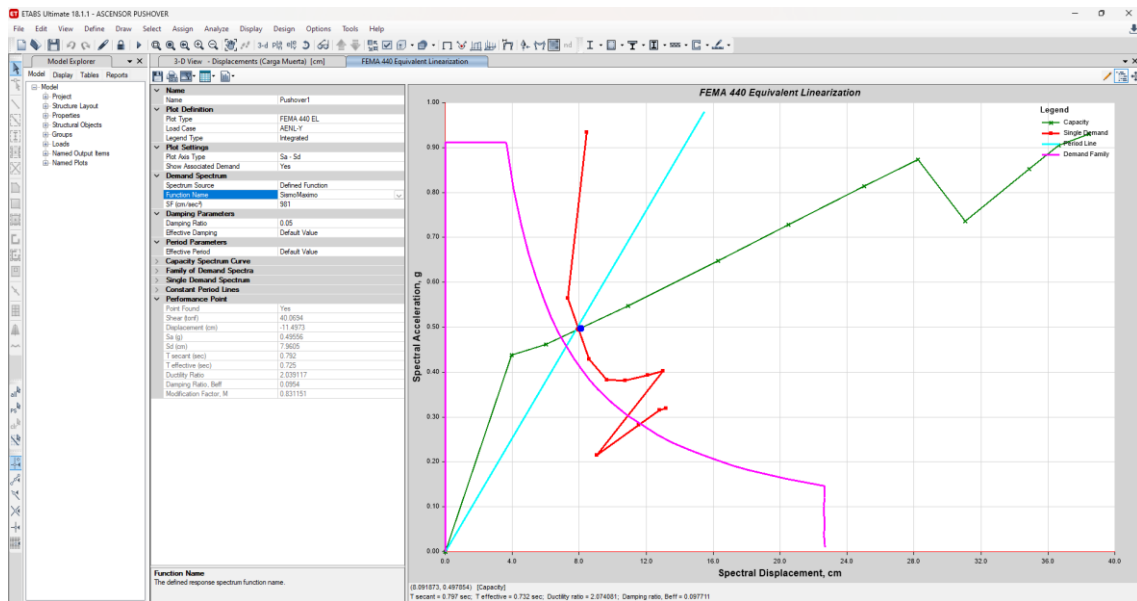 ETABS Ultimate 18.1.1 - ASCENSOR PUSHOVER
File Edit View Define Draw Select Assign Analyze Display Design Options Tools Help
Model Explorer
3-D View - Displacements (Carga Muerta) [cm]
FEMA 440 Equivalent Linearization
Model Display Tables Reports
Model
Project
Structure Layout
Properties
Structural Objects
Groups
Loads
Named Output Items
Named Plots
Name
Name Pushover1
Plot Definition
Plot Type FEMA 440 EL
Load Case AENL-Y
Legend Type Integrated
Plot Settings
Plot Axis Type Sa - Sd
Show Associated Demand Yes
Demand Spectrum
Spectrum Source Defined Function
Function Name SismoMaximo
SF (cm/sec²) 981
Damping Parameters
Damping Ratio 0.05
Effective Damping Default Value
Period Parameters
Effective Period Default Value
Capacity Spectrum Curve
Family of Demand Spectra
Single Demand Spectrum
Constant Period Lines
Performance Point
Point Found Yes
Shear (tonf) 40.0694
Displacement (cm) -11.4973
Sa (g) 0.49556
Sd (cm) 7.9605
T secant (sec) 0.792
T effective (sec) 0.725
Ductility Ratio 2.039117
Damping Ratio, Beff 0.0954
Modification Factor, M 0.831151
Function Name
The defined response spectrum function name.
FEMA 440 Equivalent Linearization
Legend
Capacity
Single Demand
Period Line
Demand Family
Spectral Acceleration, g
1.00
0.90
0.80
0.70
0.60
0.50
0.40
0.30
0.20
0.10
0.00
0.0 4.0 8.0 12.0 16.0 20.0 24.0 28.0 32.0 36.0 40.0
Spectral Displacement, cm
(8.091873, 0.497854) [Capacity]
T secant = 0.797 sec; T effective = 0.732 sec; Ductility ratio = 2.074081; Damping ratio, Beff = 0.097711